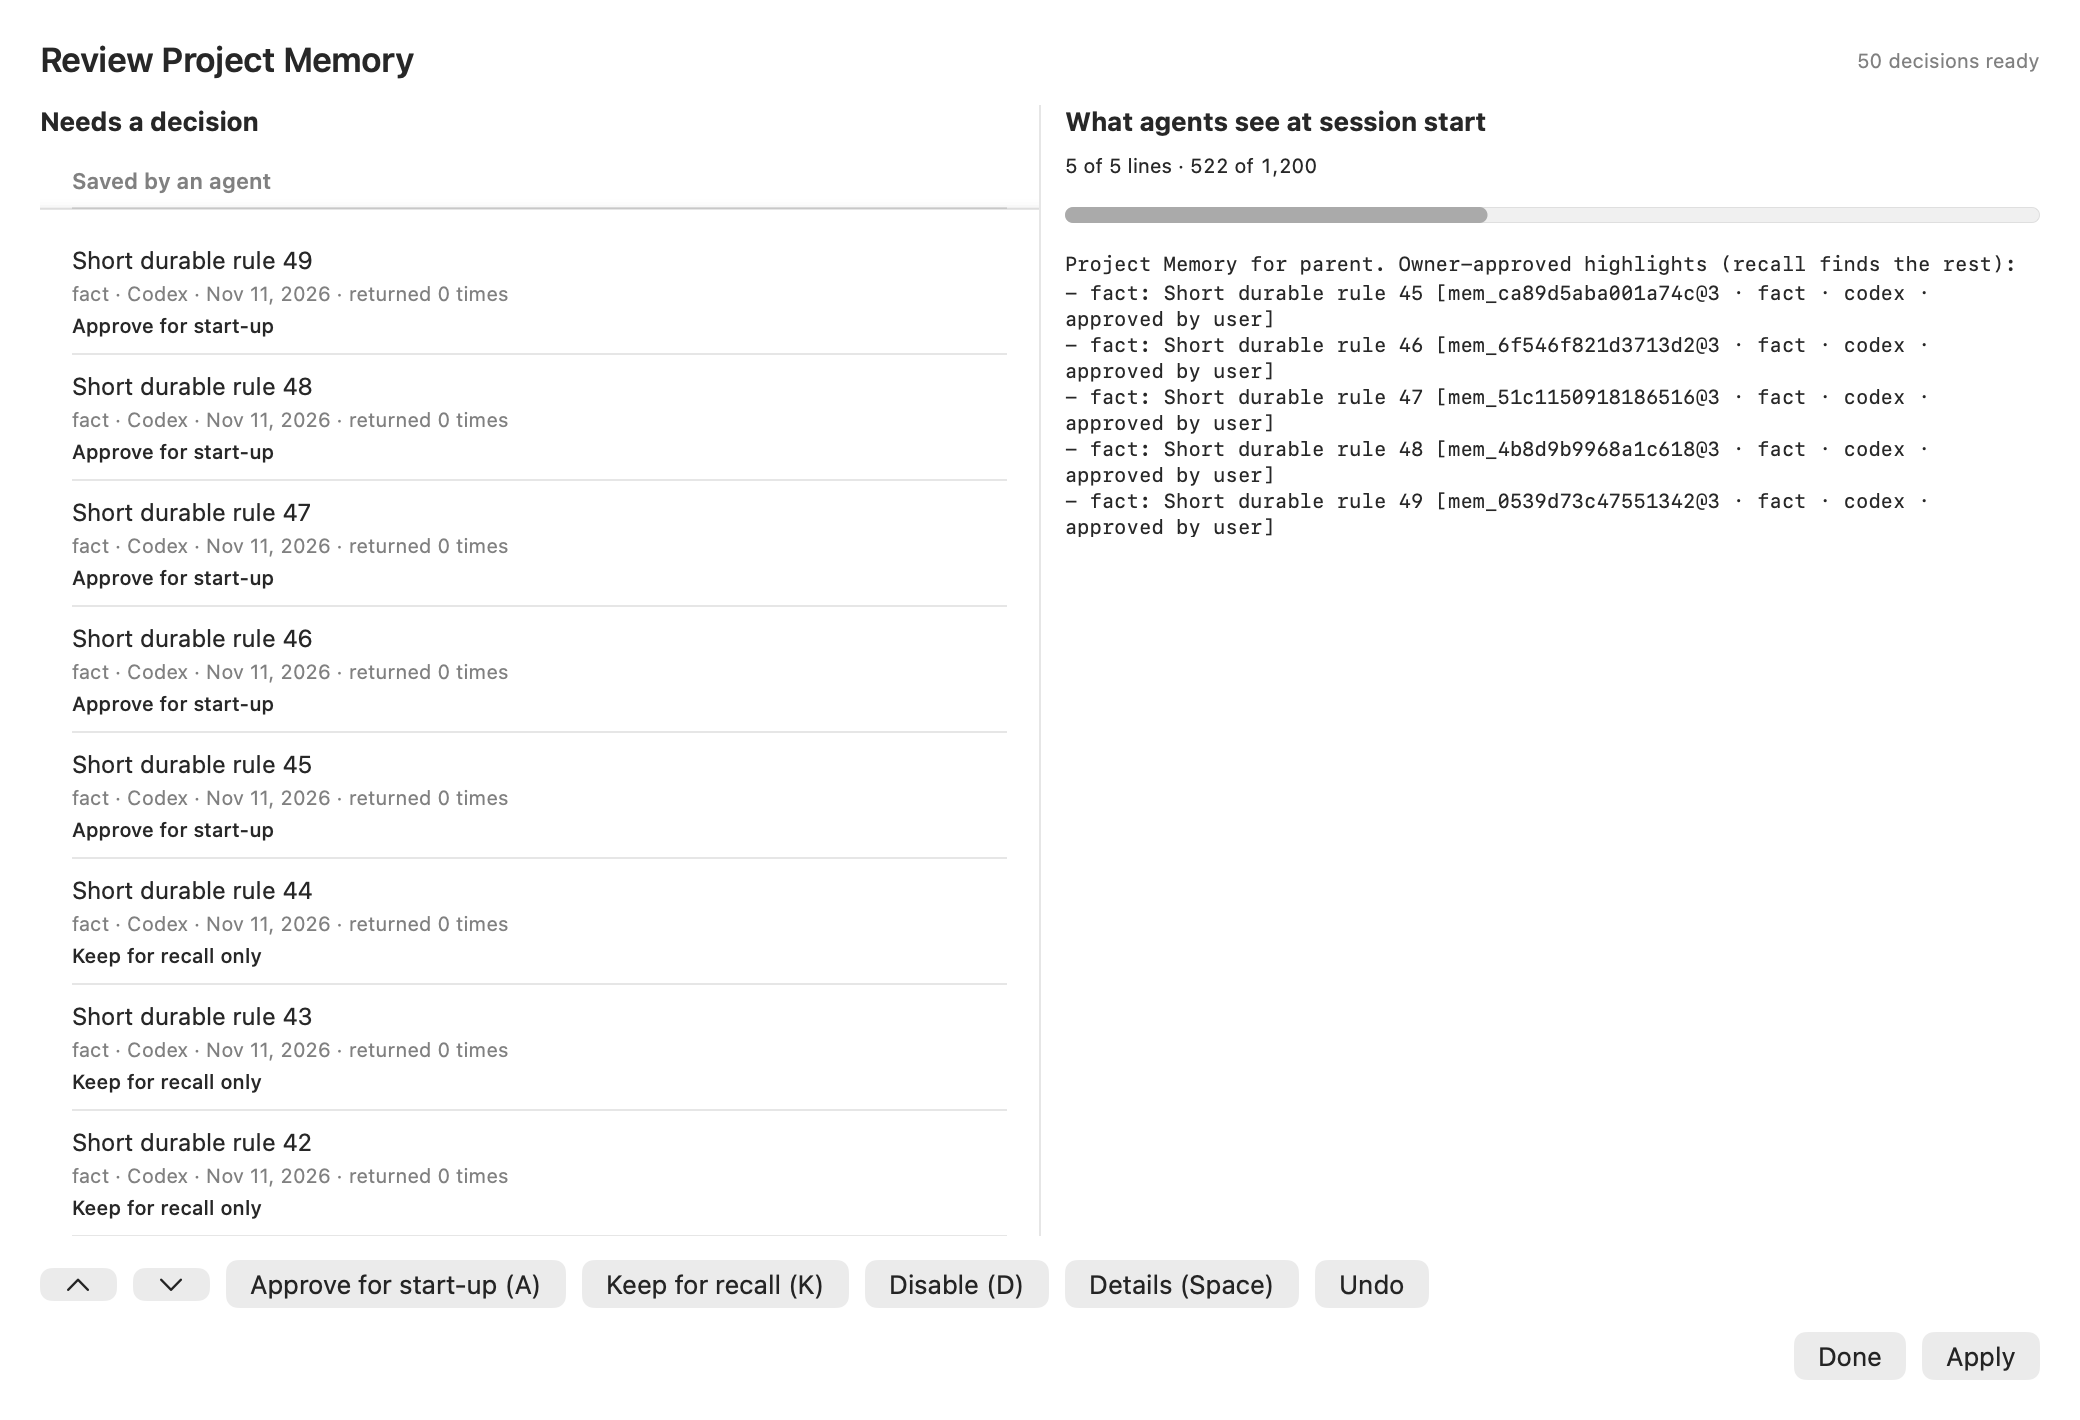 Review Project Memory
50 decisions ready
Needs a decision
Saved by an agent
Short durable rule 49
fact · Codex · Nov 11, 2026 · returned 0 times
Approve for start-up
Short durable rule 48
fact · Codex · Nov 11, 2026 · returned 0 times
Approve for start-up
Short durable rule 47
fact · Codex · Nov 11, 2026 · returned 0 times
Approve for start-up
Short durable rule 46
fact · Codex · Nov 11, 2026 · returned 0 times
Approve for start-up
Short durable rule 45
fact · Codex · Nov 11, 2026 · returned 0 times
Approve for start-up
Short durable rule 44
fact · Codex · Nov 11, 2026 · returned 0 times
Keep for recall only
Short durable rule 43
fact · Codex · Nov 11, 2026 · returned 0 times
Keep for recall only
Short durable rule 42
fact · Codex · Nov 11, 2026 · returned 0 times
Keep for recall only
What agents see at session start
5 of 5 lines · 522 of 1,200
Project Memory for parent. Owner-approved highlights (recall finds the rest):
- fact: Short durable rule 45 [mem_ca89d5aba001a74c@3 · fact · codex ·
approved by user]
- fact: Short durable rule 46 [mem_6f546f821d3713d2@3 · fact · codex ·
approved by user]
- fact: Short durable rule 47 [mem_51c1150918186516@3 · fact · codex ·
approved by user]
- fact: Short durable rule 48 [mem_4b8d9b9968a1c618@3 · fact · codex ·
approved by user]
- fact: Short durable rule 49 [mem_0539d73c47551342@3 · fact · codex ·
approved by user]
Approve for start-up (A)
Keep for recall (K)
Disable (D)
Details (Space)
Undo
Done
Apply